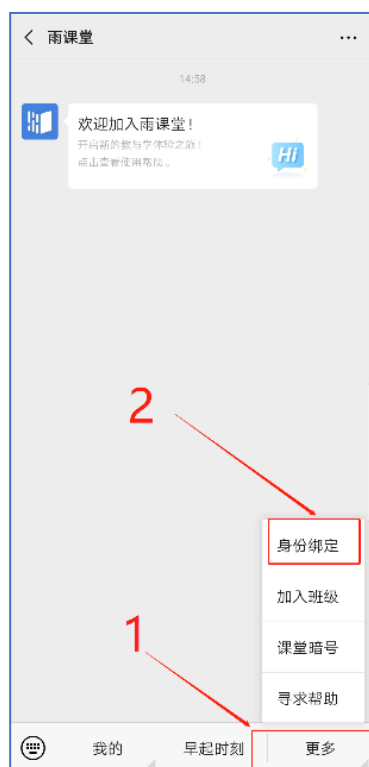 雨课堂
14:58
欢迎加入雨课堂！
开启新的教与学体验之旅！
点击查看使用帮助。
Hi
2
身份绑定
加入班级
1
课堂暗号
寻求帮助
我的
早起时刻
更多